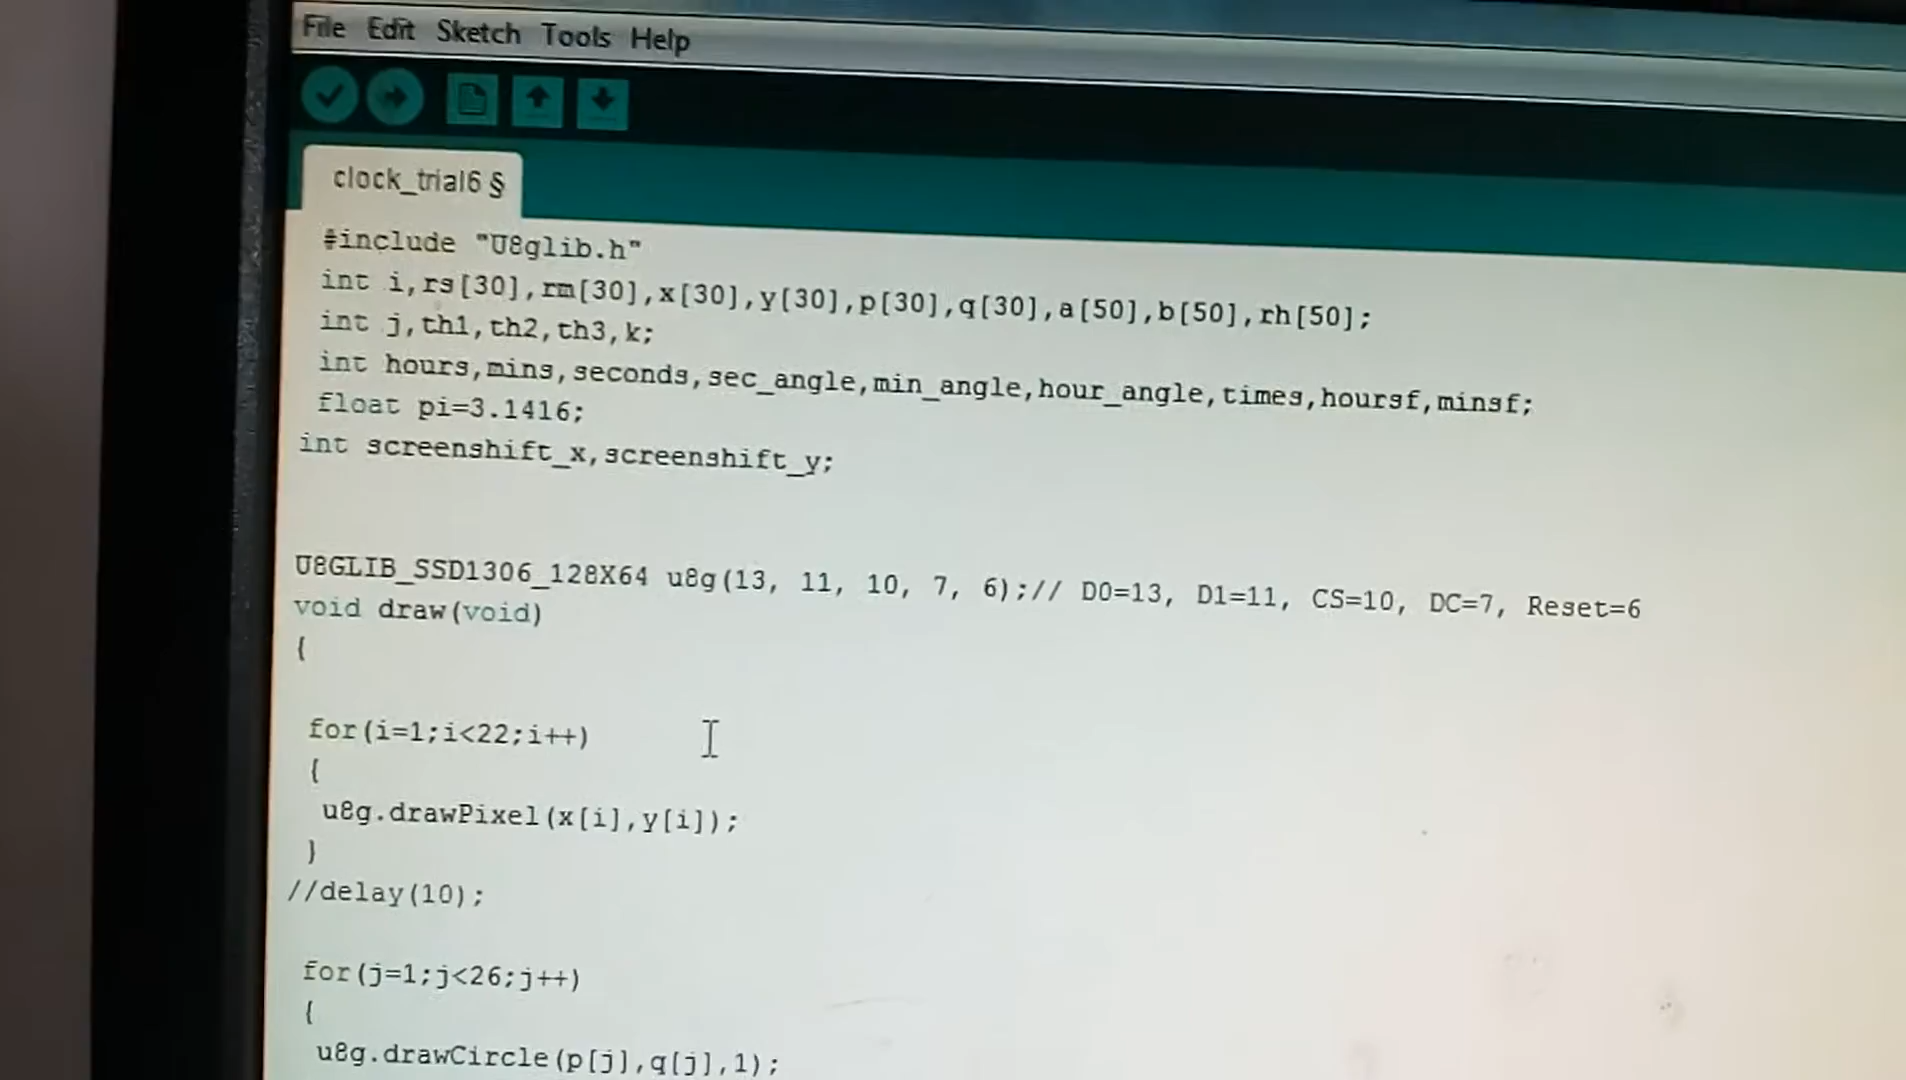 File Edit Sketch Tools Help
clock_trial6 §
#include "U8glib.h"
int i,rs[30],rm[30],x[30],y[30],p[30],q[30],a[50],b[50],rh[50];
int j,th1,th2,th3,k;
int hours,mins,seconds,sec_angle,min_angle,hour_angle,times,hoursf,minsf;
float pi=3.1416;
int screenshift_x,screenshift_y;
U8GLIB_SSD1306_128X64 u8g(13, 11, 10, 7, 6);// D0=13, D1=11, CS=10, DC=7, Reset=6
void draw(void)
{
for(i=1;i<22;i++)
{
u8g.drawPixel(x[i],y[i]);
}
//delay(10);
for(j=1;j<26;j++)
{
u8g.drawCircle(p[j],q[j],1);